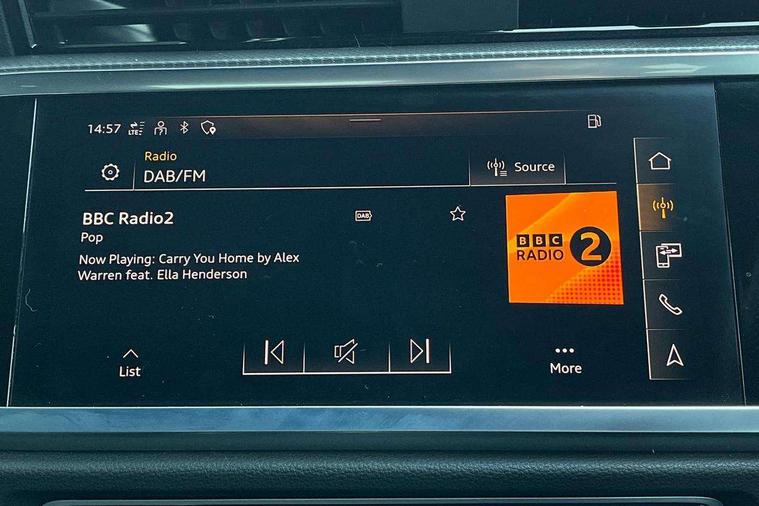 14:57 LTE
Radio
DAB/FM
Source
BBC Radio2
DAB
Pop
Now Playing: Carry You Home by Alex
Warren feat. Ella Henderson
BBC
RADIO
2
List
More